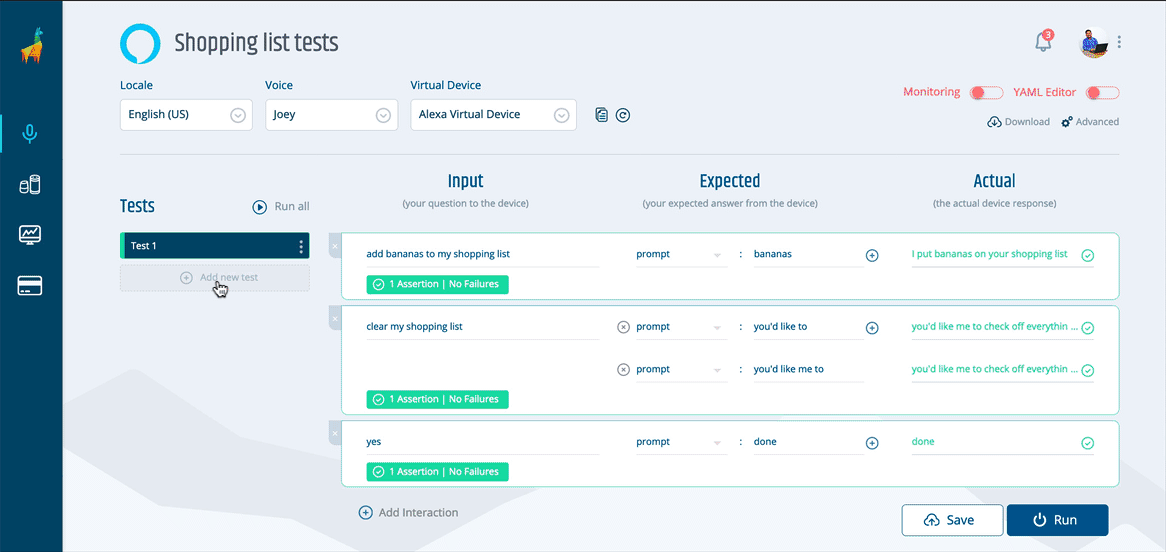 Shopping list tests
3
Locale
Voice
Virtual Device
English (US)
Joey
Alexa Virtual Device
Monitoring
YAML Editor
Download
Advanced
Tests
Run all
Input
(your question to the device)
Expected
(your expected answer from the device)
Actual
(the actual device response)
Test 1
Add new test
add bananas to my shopping list
prompt
:
bananas
I put bananas on your shopping list
1 Assertion | No Failures
clear my shopping list
prompt
:
you'd like to
you'd like me to check off everythin ...
prompt
:
you'd like me to
you'd like me to check off everythin ...
1 Assertion | No Failures
yes
prompt
:
done
done
1 Assertion | No Failures
Add Interaction
Save
Run